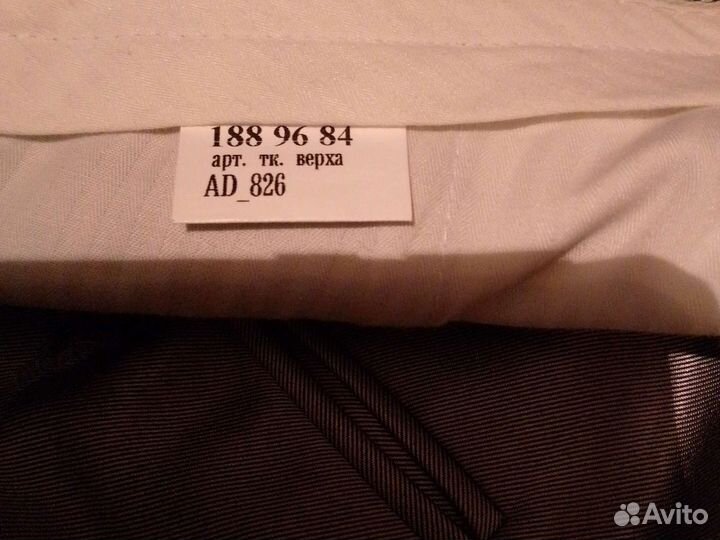 188 96 84
арт. тк. верха
AD_826
Avito